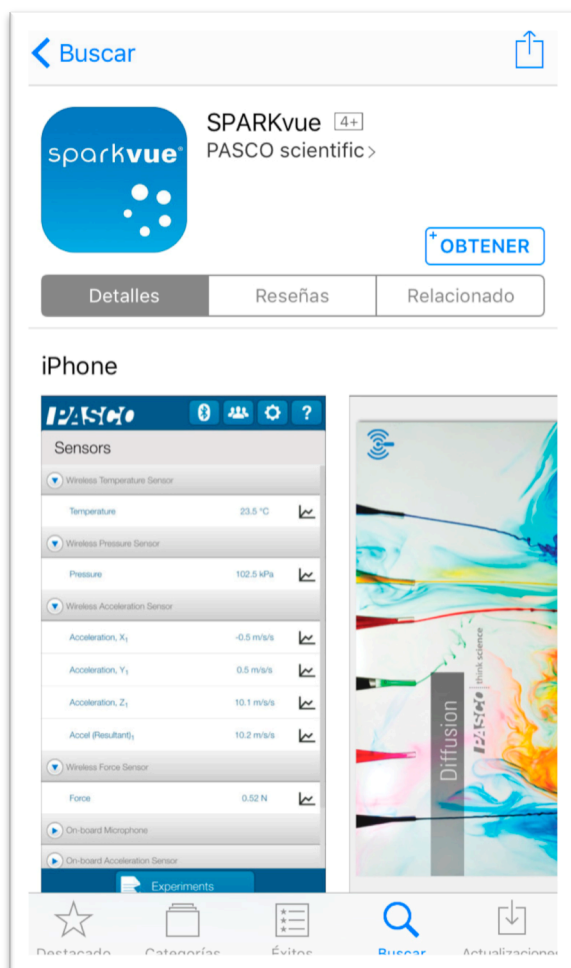 Buscar
SPARKvue 4+
PASCO scientific >
sparkvue®
+OBTENER
Detalles Reseñas Relacionado
iPhone
PASCO ?
Sensors
Wireless Temperature Sensor
Temperature 23.5 °C
Wireless Pressure Sensor
Pressure 102.5 kPa
Wireless Acceleration Sensor
Acceleration, X₁ -0.5 m/s/s
Acceleration, Y₁ 0.5 m/s/s
Acceleration, Z₁ 10.1 m/s/s
Accel (Resultant)₁ 10.2 m/s/s
Wireless Force Sensor
Force 0.52 N
On-board Microphone
On-board Acceleration Sensor
Experiments
Diffusion
PASCO | think science
Destacado Categorías Éxitos Buscar Actualizaciones